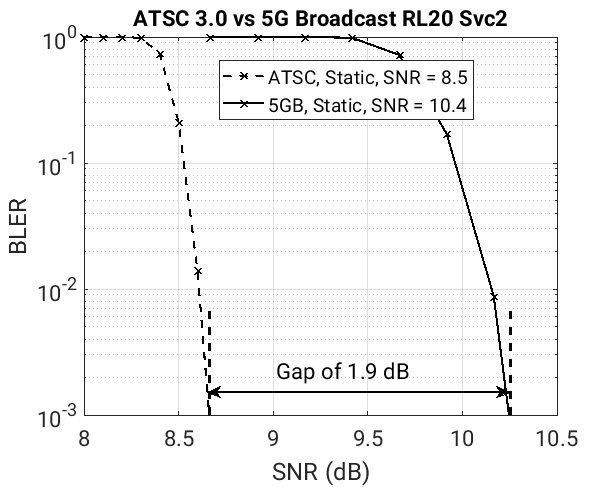 ATSC 3.0 vs 5G Broadcast RL20 Svc2
10^0
ATSC, Static, SNR = 8.5
5GB, Static, SNR = 10.4
10^-1
BLER
10^-2
Gap of 1.9 dB
10^-3
8 8.5 9 9.5 10 10.5
SNR (dB)